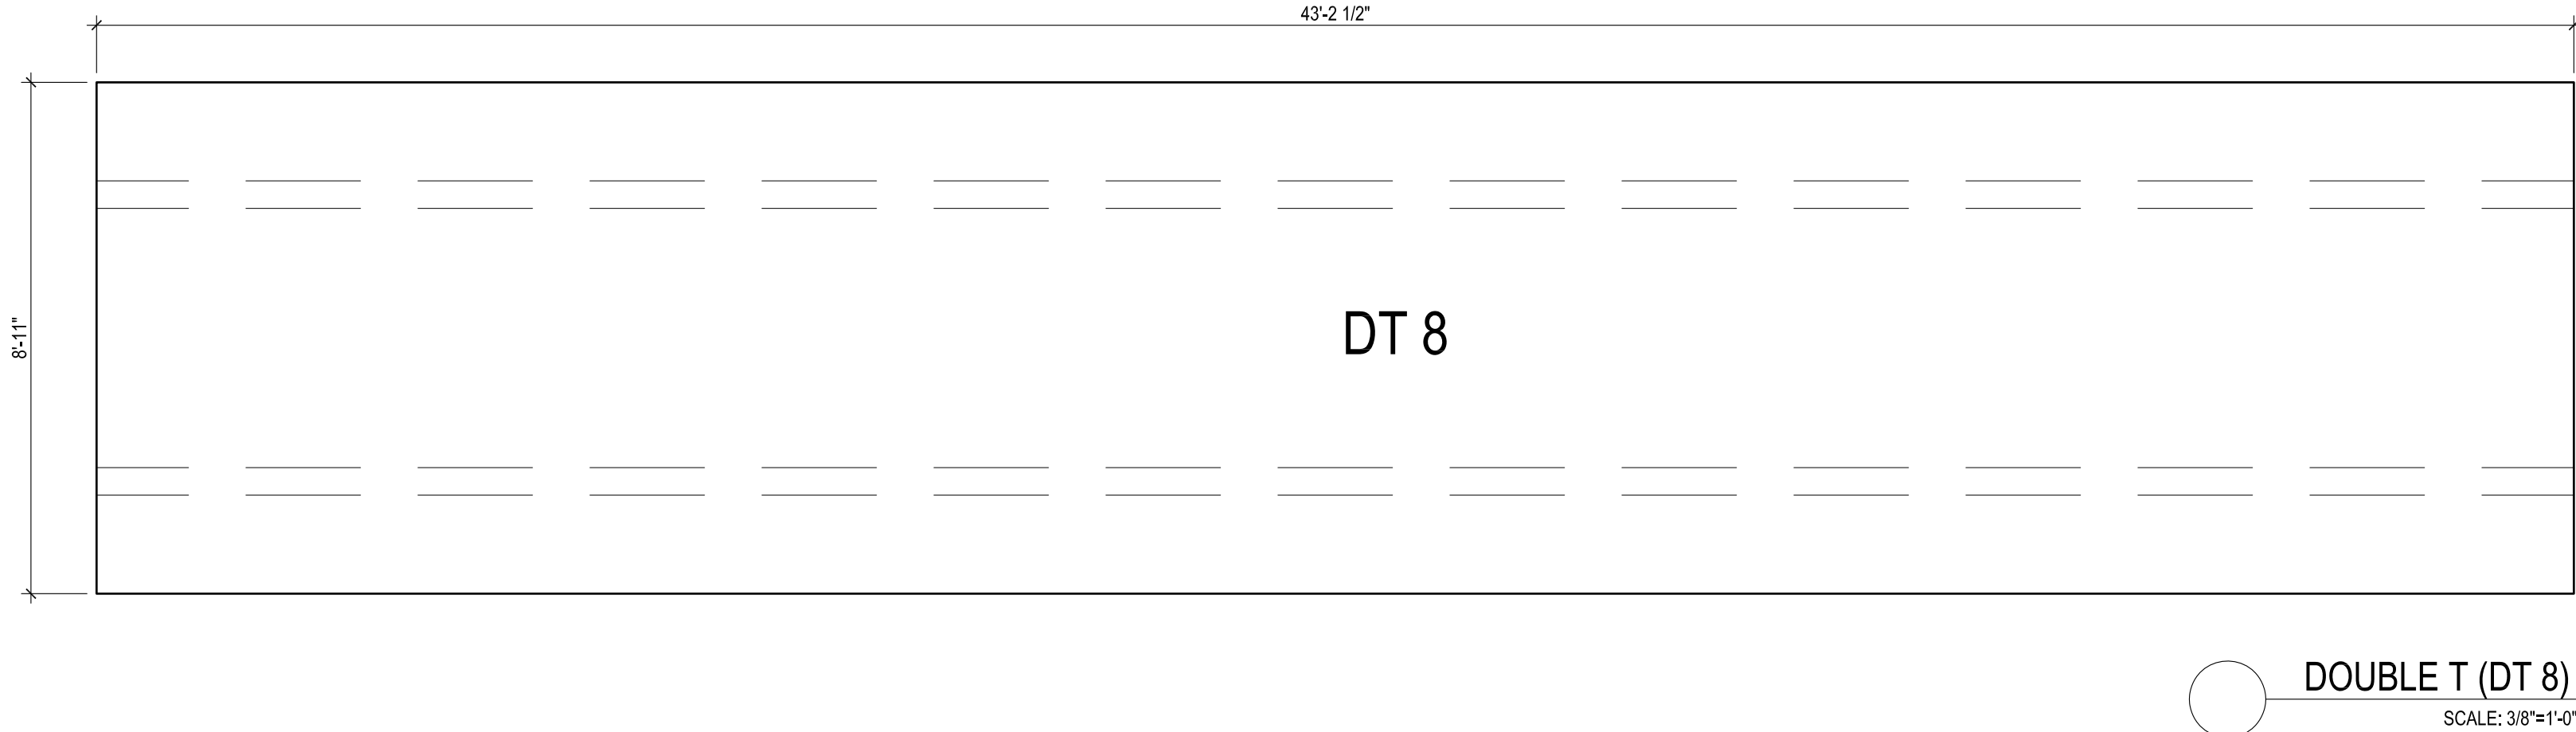 43'-2 1/2"
8'-11"
DT 8
DOUBLE T (DT 8)
SCALE: 3/8"=1'-0"